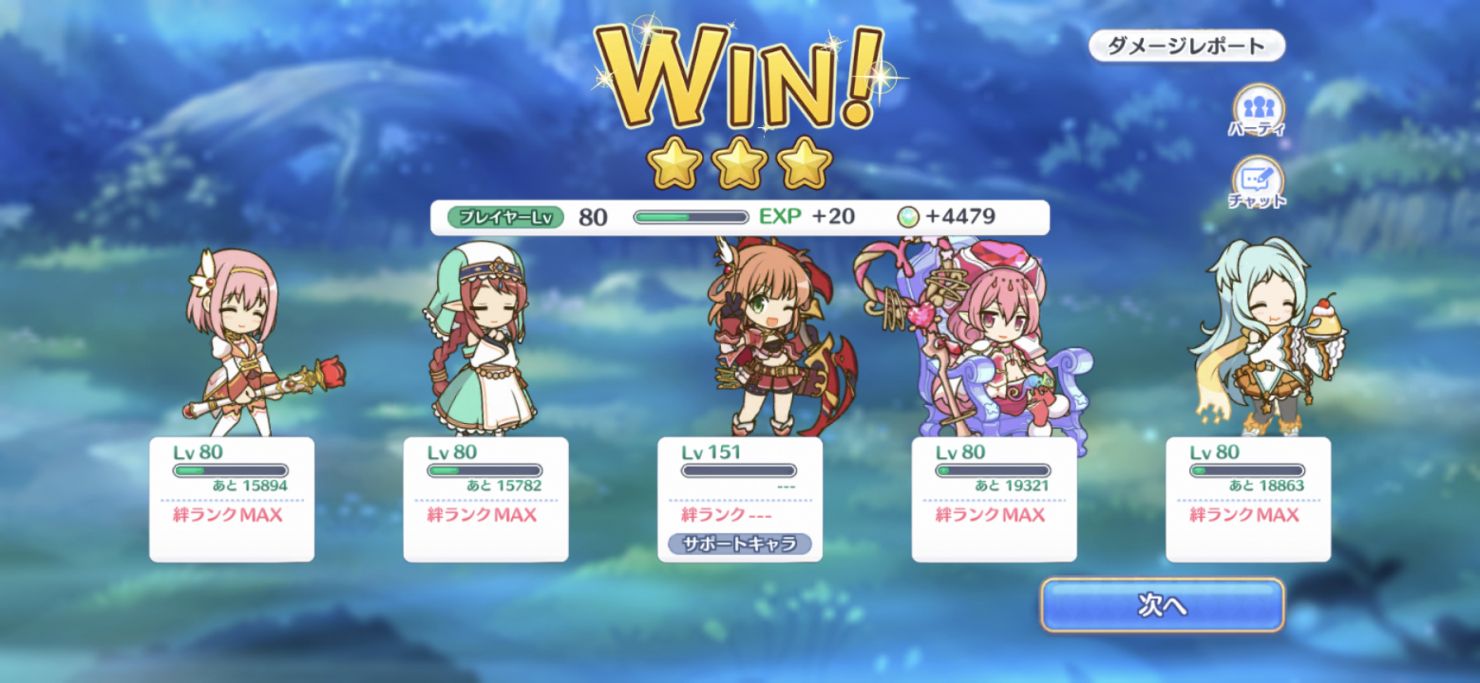 WIN!
ダメージレポート
パーティ
チャット
プレイヤーLv 80 EXP +20 +4479
Lv 80
あと 15894
絆ランクMAX
Lv 80
あと 15782
絆ランクMAX
Lv 151
---
絆ランク---
サポートキャラ
Lv 80
あと 19321
絆ランクMAX
Lv 80
あと 18863
絆ランクMAX
次へ